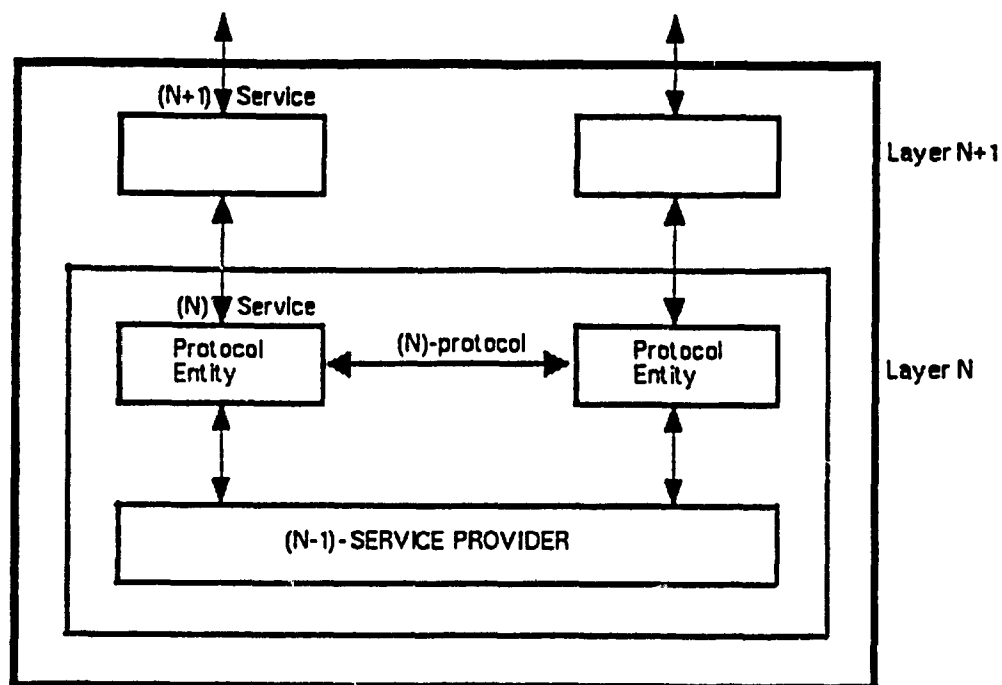 (N+1) Service
Layer N+1
(N) Service
(N)-protocol
Protocol
Entity
Protocol
Entity
Layer N
(N-1)-SERVICE PROVIDER